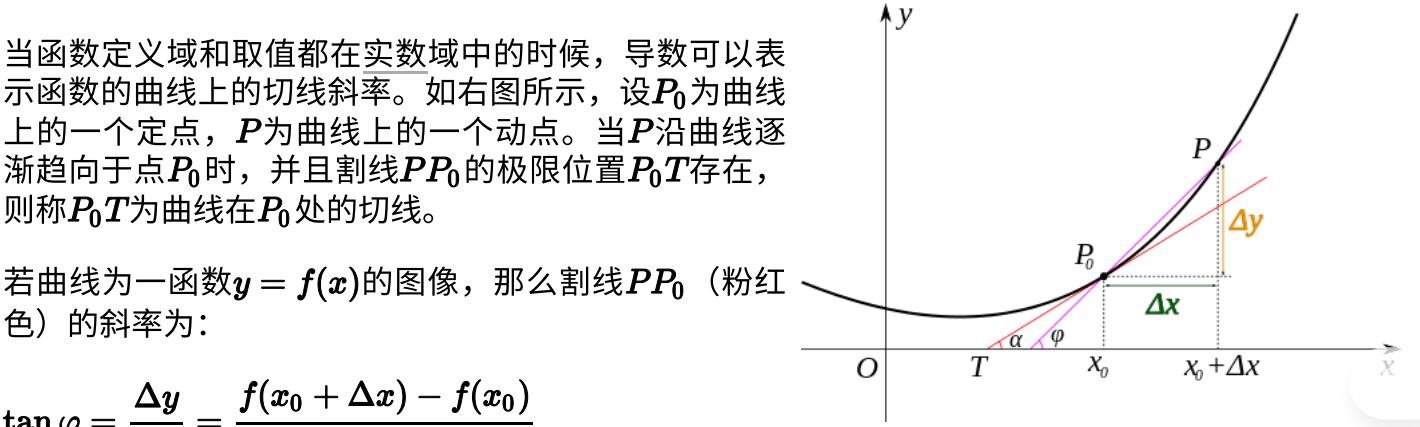 当函数定义域和取值都在实数域中的时候，导数可以表
示函数的曲线上的切线斜率。如右图所示，设P₀为曲线
上的一个定点，P为曲线上的一个动点。当P沿曲线逐
渐趋向于点P₀时，并且割线PP₀的极限位置P₀T存在，
则称P₀T为曲线在P₀处的切线。
若曲线为一函数y = f(x)的图像，那么割线PP₀（粉红
色）的斜率为：
tan φ = Δy = f(x₀ + Δx) − f(x₀)
y
P
Δy
P₀
Δx
α
φ
O
T
x₀
x₀+Δx
x